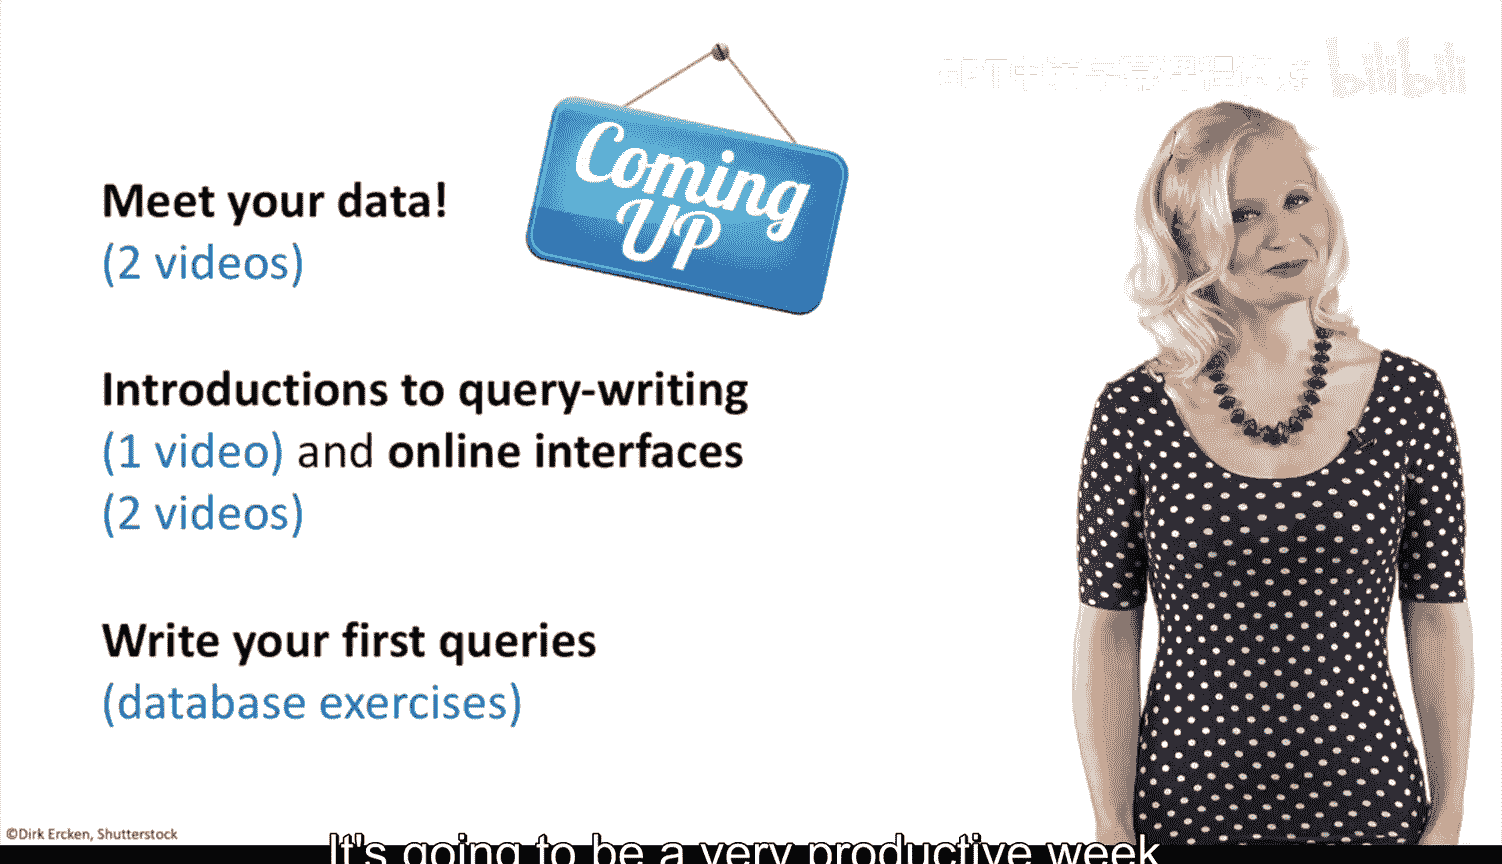 Coming
UP
bilibili
Meet your data!
(2 videos)
Introductions to query-writing
(1 video) and online interfaces
(2 videos)
Write your first queries
(database exercises)
©Dirk Ercken, Shutterstock
It's going to be a very productive week